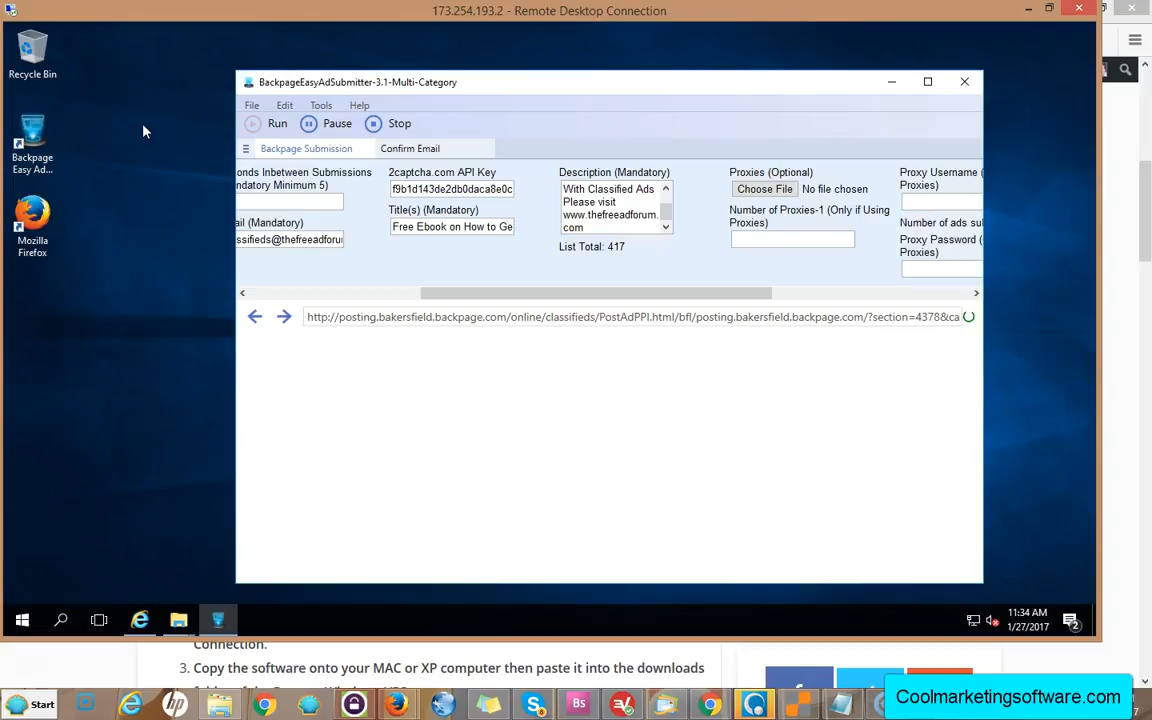 173.254.193.2 - Remote Desktop Connection
Recycle Bin
Backpage
Easy Ad...
Mozilla
Firefox
BackpageEasyAdSubmitter-3.1-Multi-Category
File Edit Tools Help
Run Pause Stop
Backpage Submission Confirm Email
onds Inbetween Submissions
ndatory Minimum 5)
ail (Mandatory)
ssifieds@thefreeadforu
2captcha.com API Key
f9b1d143de2db0daca8e0c
Title(s) (Mandatory)
Free Ebook on How to Ge
Description (Mandatory)
With Classified Ads
Please visit
www.thefreeadforum.
com
List Total: 417
Proxies (Optional)
Choose File No file chosen
Number of Proxies-1 (Only if Using
Proxies)
Proxy Username (
Proxies)
Number of ads su
Proxy Password (
Proxies)
http://posting.bakersfield.backpage.com/online/classifieds/PostAdPPI.html/bfl/posting.bakersfield.backpage.com/?section=4378&ca
11:34 AM
1/27/2017
2
Connection.
3. Copy the software onto your MAC or XP computer then paste it into the downloads
Start
Bs
Coolmarketingsoftware.com